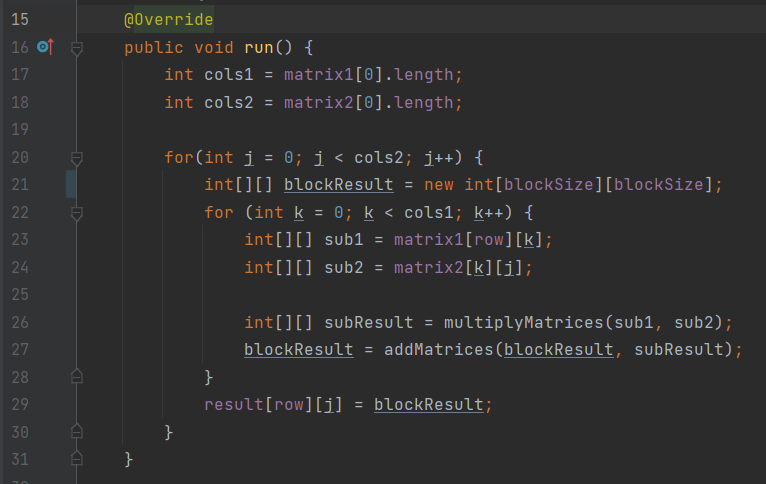 15 @Override
16 public void run() {
17 int cols1 = matrix1[0].length;
18 int cols2 = matrix2[0].length;
19
20 for(int j = 0; j < cols2; j++) {
21 int[][] blockResult = new int[blockSize][blockSize];
22 for (int k = 0; k < cols1; k++) {
23 int[][] sub1 = matrix1[row][k];
24 int[][] sub2 = matrix2[k][j];
25
26 int[][] subResult = multiplyMatrices(sub1, sub2);
27 blockResult = addMatrices(blockResult, subResult);
28 }
29 result[row][j] = blockResult;
30 }
31 }